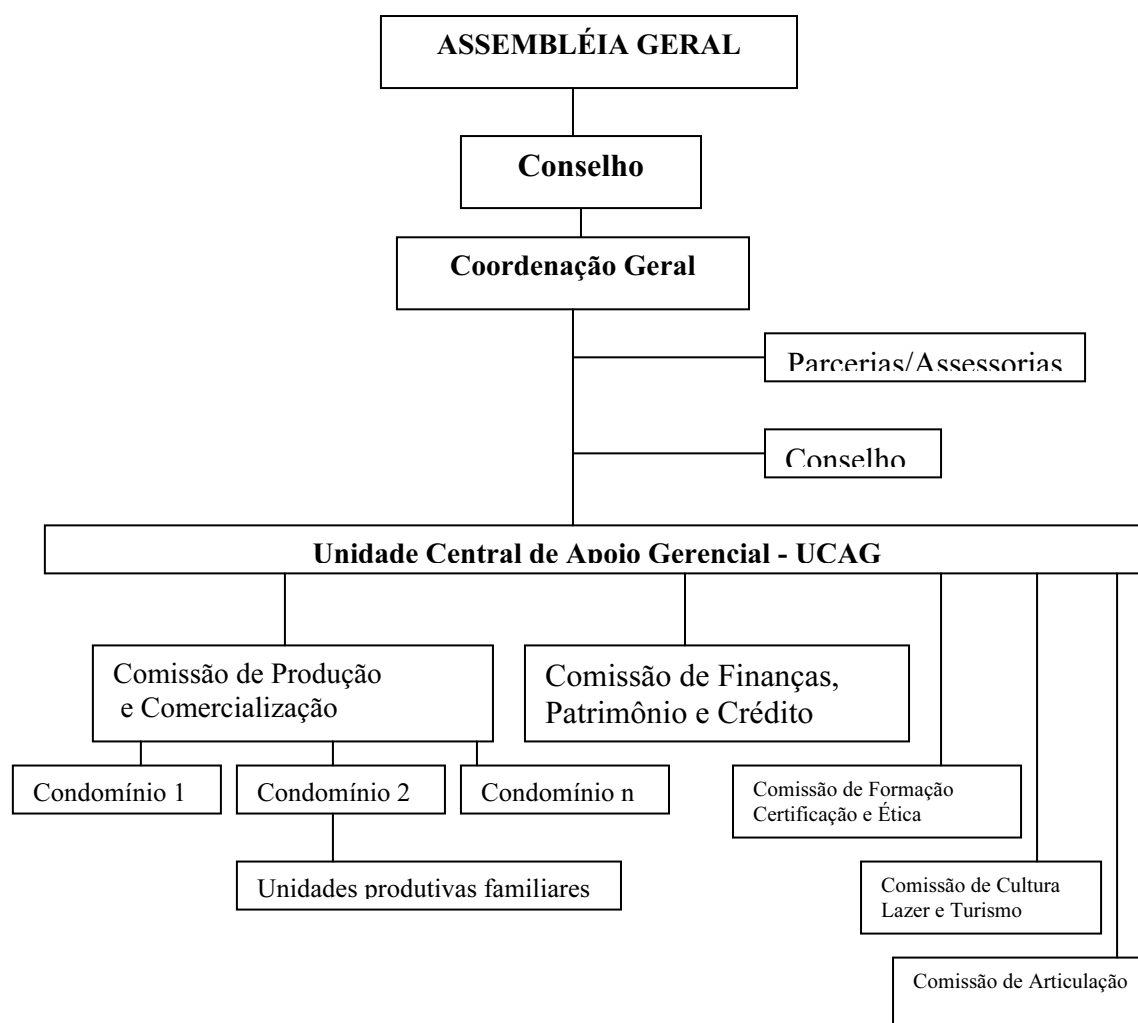 ASSEMBLÉIA GERAL
Conselho
Coordenação Geral
Parcerias/Assessorias
Conselho
Unidade Central de Apoio Gerencial - UCAG
Comissão de Produção
e Comercialização
Comissão de Finanças,
Patrimônio e Crédito
Condomínio 1
Condomínio 2
Condomínio n
Comissão de Formação
Certificação e Ética
Unidades produtivas familiares
Comissão de Cultura
Lazer e Turismo
Comissão de Articulação